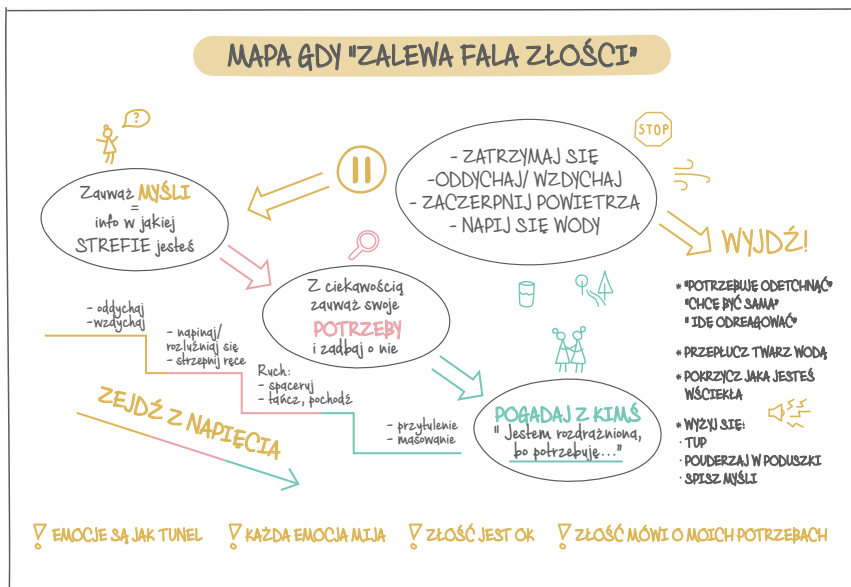 MAPA GDY "ZALEWA FALA ZŁOŚCI"
?
STOP
- ZATRZYMAJ SIĘ
-ODDYCHAJ/ WZDYCHAJ
- ZACZERPNIJ POWIETRZA
- NAPIJ SIĘ WODY
Zauważ MYŚLI
=
info w jakiej
STREFIE jesteś
WYJDŹ!
* "POTRZEBUJĘ ODETCHNĄĆ"
"CHCĘ BYĆ SAMA"
" IDĘ ODREAGOWAĆ"
* PRZEPŁUCZ TWARZ WODĄ
* POKRZYCZ JAKA JESTEŚ
WŚCIEKŁA
* WYŻYJ SIĘ:
· TUP
· POUDERZAJ W PODUSZKI
· SPISZ MYŚLI
Z ciekawością
zauważ swoje
POTRZEBY
i zadbaj o nie
- oddychaj
-wzdychaj
- napinaj/
rozluźniaj się
- strzepnij ręce
Ruch:
- spaceruj
- tańcz, pochodź
- przytulenie
- masowanie
ZEJDŹ Z NAPIĘCIA
POGADAJ Z KIMŚ
" Jestem rozdrażniona,
bo potrzebuję..."
EMOCJE SĄ JAK TUNEL
KAŻDA EMOCJA MIJA
ZŁOŚĆ JEST OK
ZŁOŚĆ MÓWI O MOICH POTRZEBACH